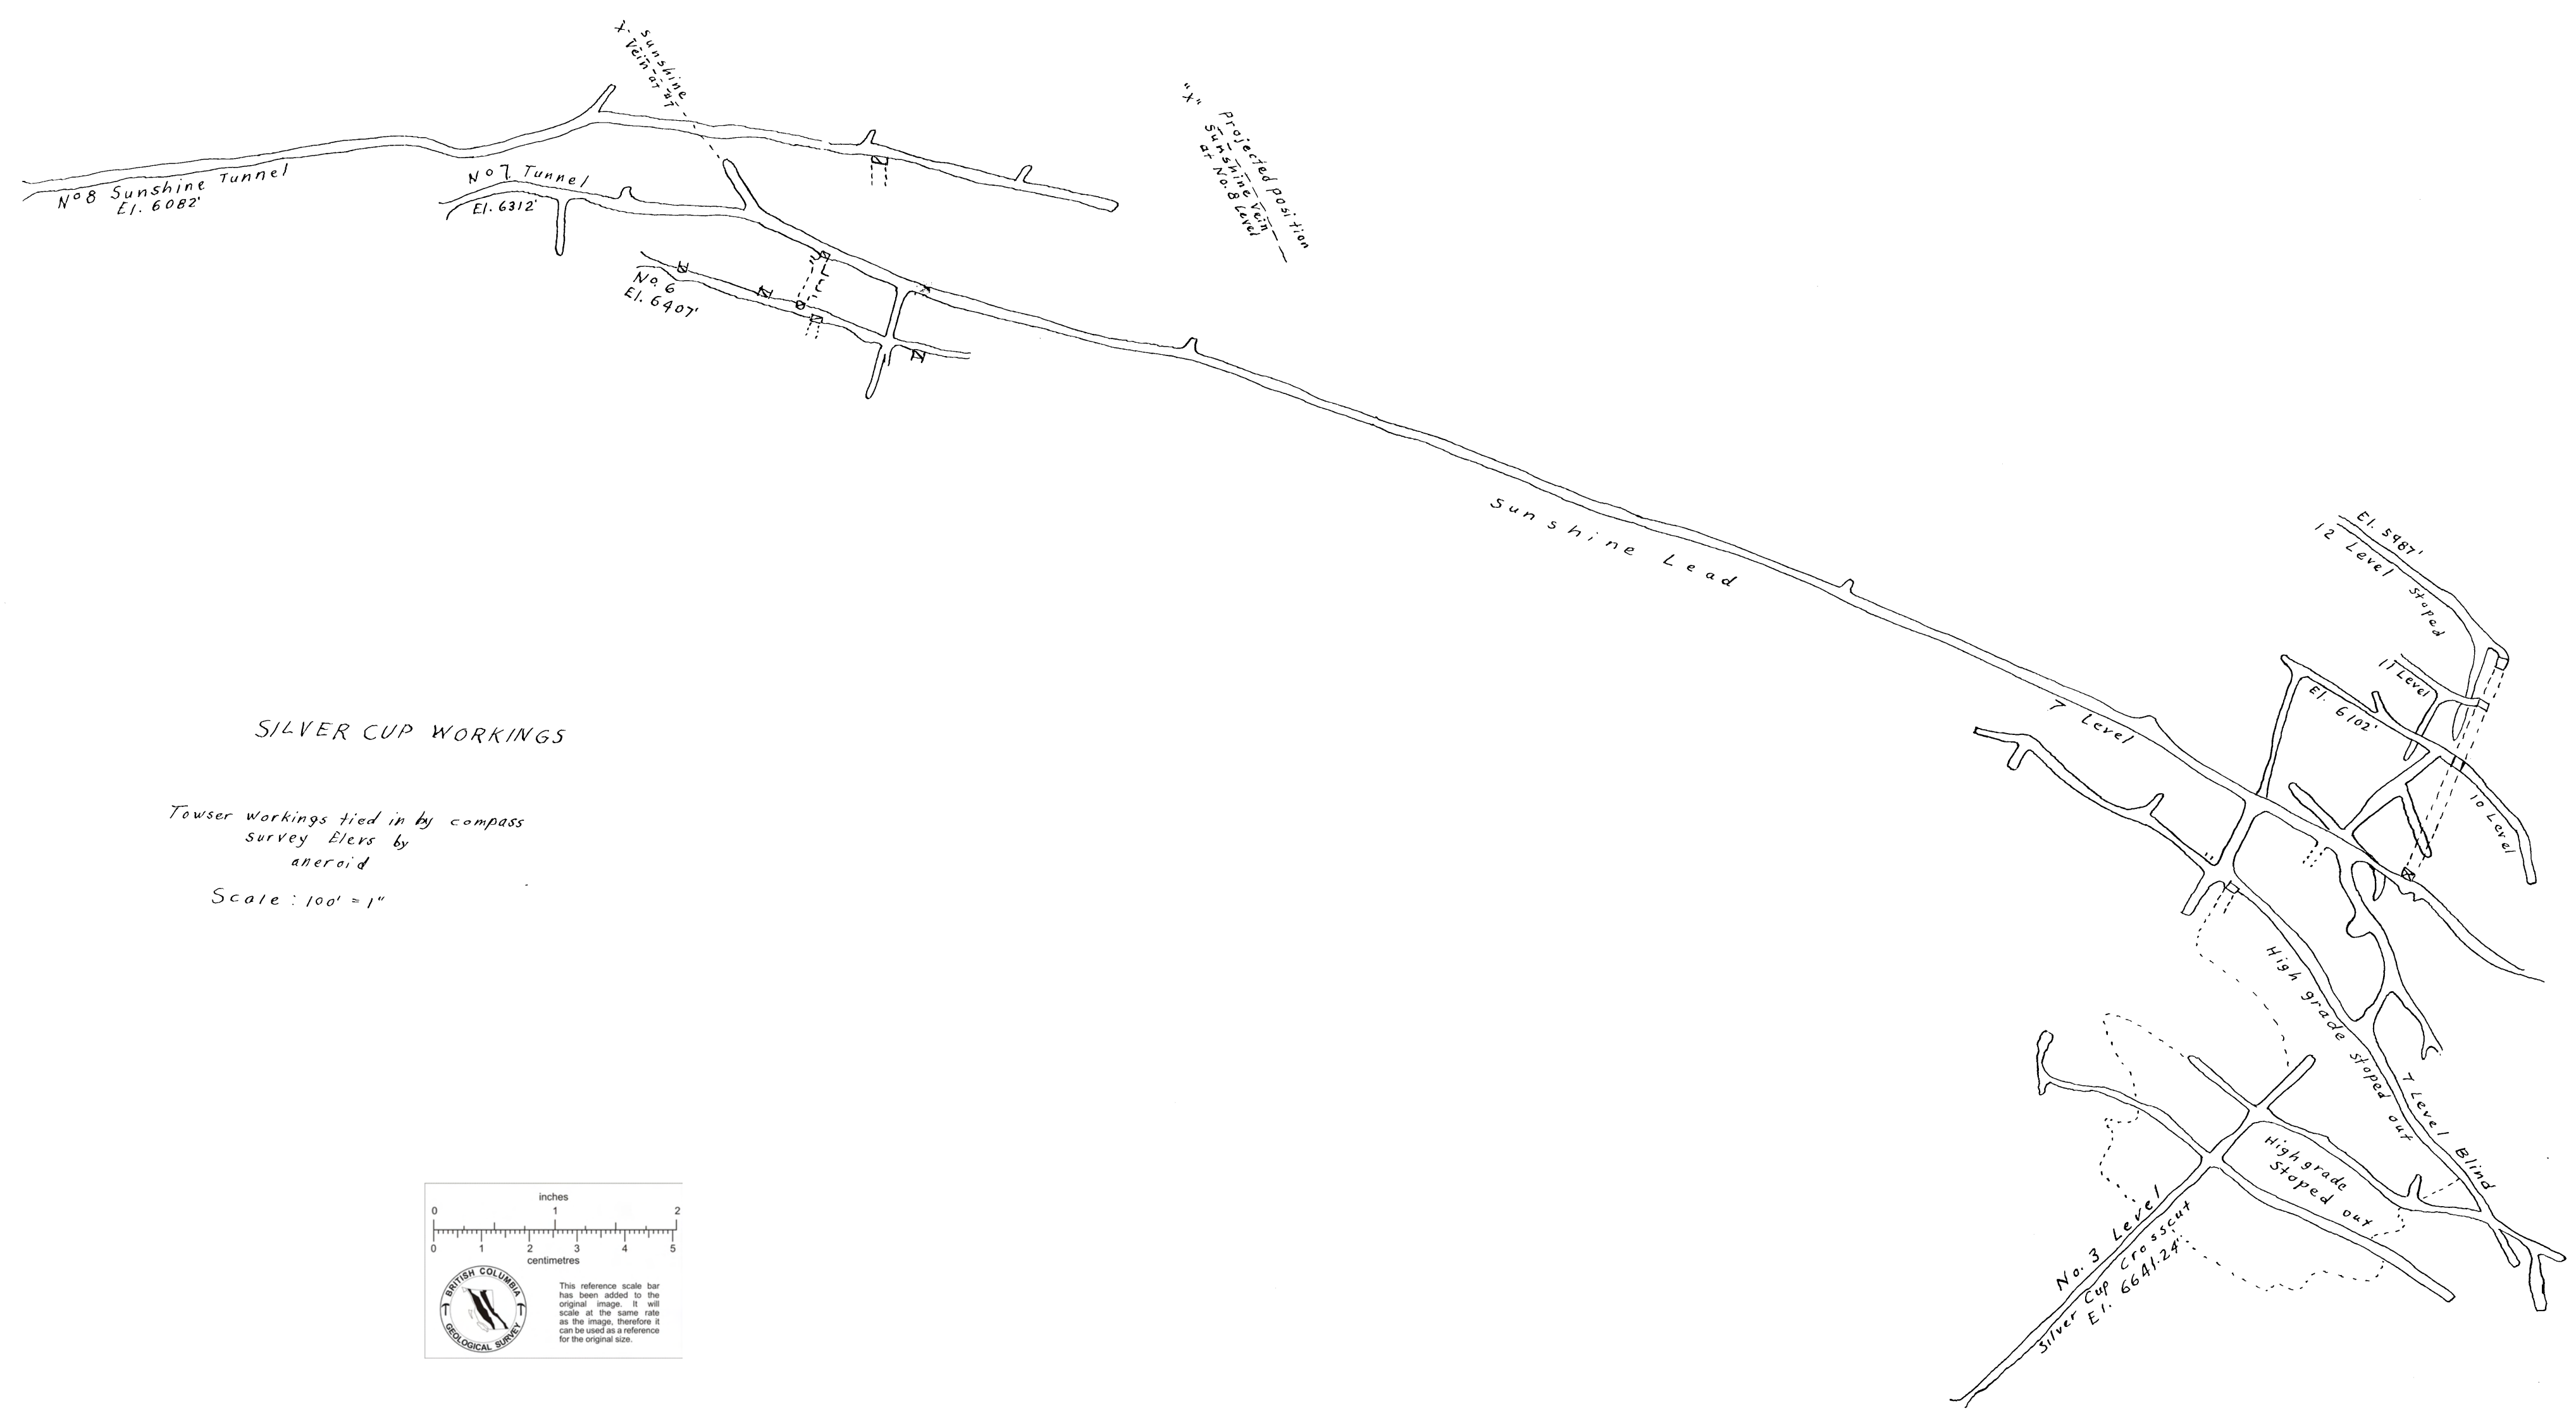 X. Sunshine
Vein at #7
No 8 Sunshine Tunnel
El. 6082'
No 7 Tunnel
El. 6312'
No. 6
El. 6407'
"X" Projected position
Sunshine Vein
at No. 8 Level
Sunshine Lead
El. 5987'
12 Level Stoped
11 Level
El. 6102'
10 Level
7 Level
High grade stoped out
7 Level Blind
High grade
Stoped out
No. 3 Level
Silver Cup Crosscut
El. 6641.24'
SILVER CUP WORKINGS
Towser workings tied in by compass
survey Elevs by
aneroid
Scale: 100' = 1"
inches
0 1 2
0 1 2 3 4 5
centimetres
BRITISH COLUMBIA
GEOLOGICAL SURVEY
This reference scale bar
has been added to the
original image. It will
scale at the same rate
as the image, therefore it
can be used as a reference
for the original size.